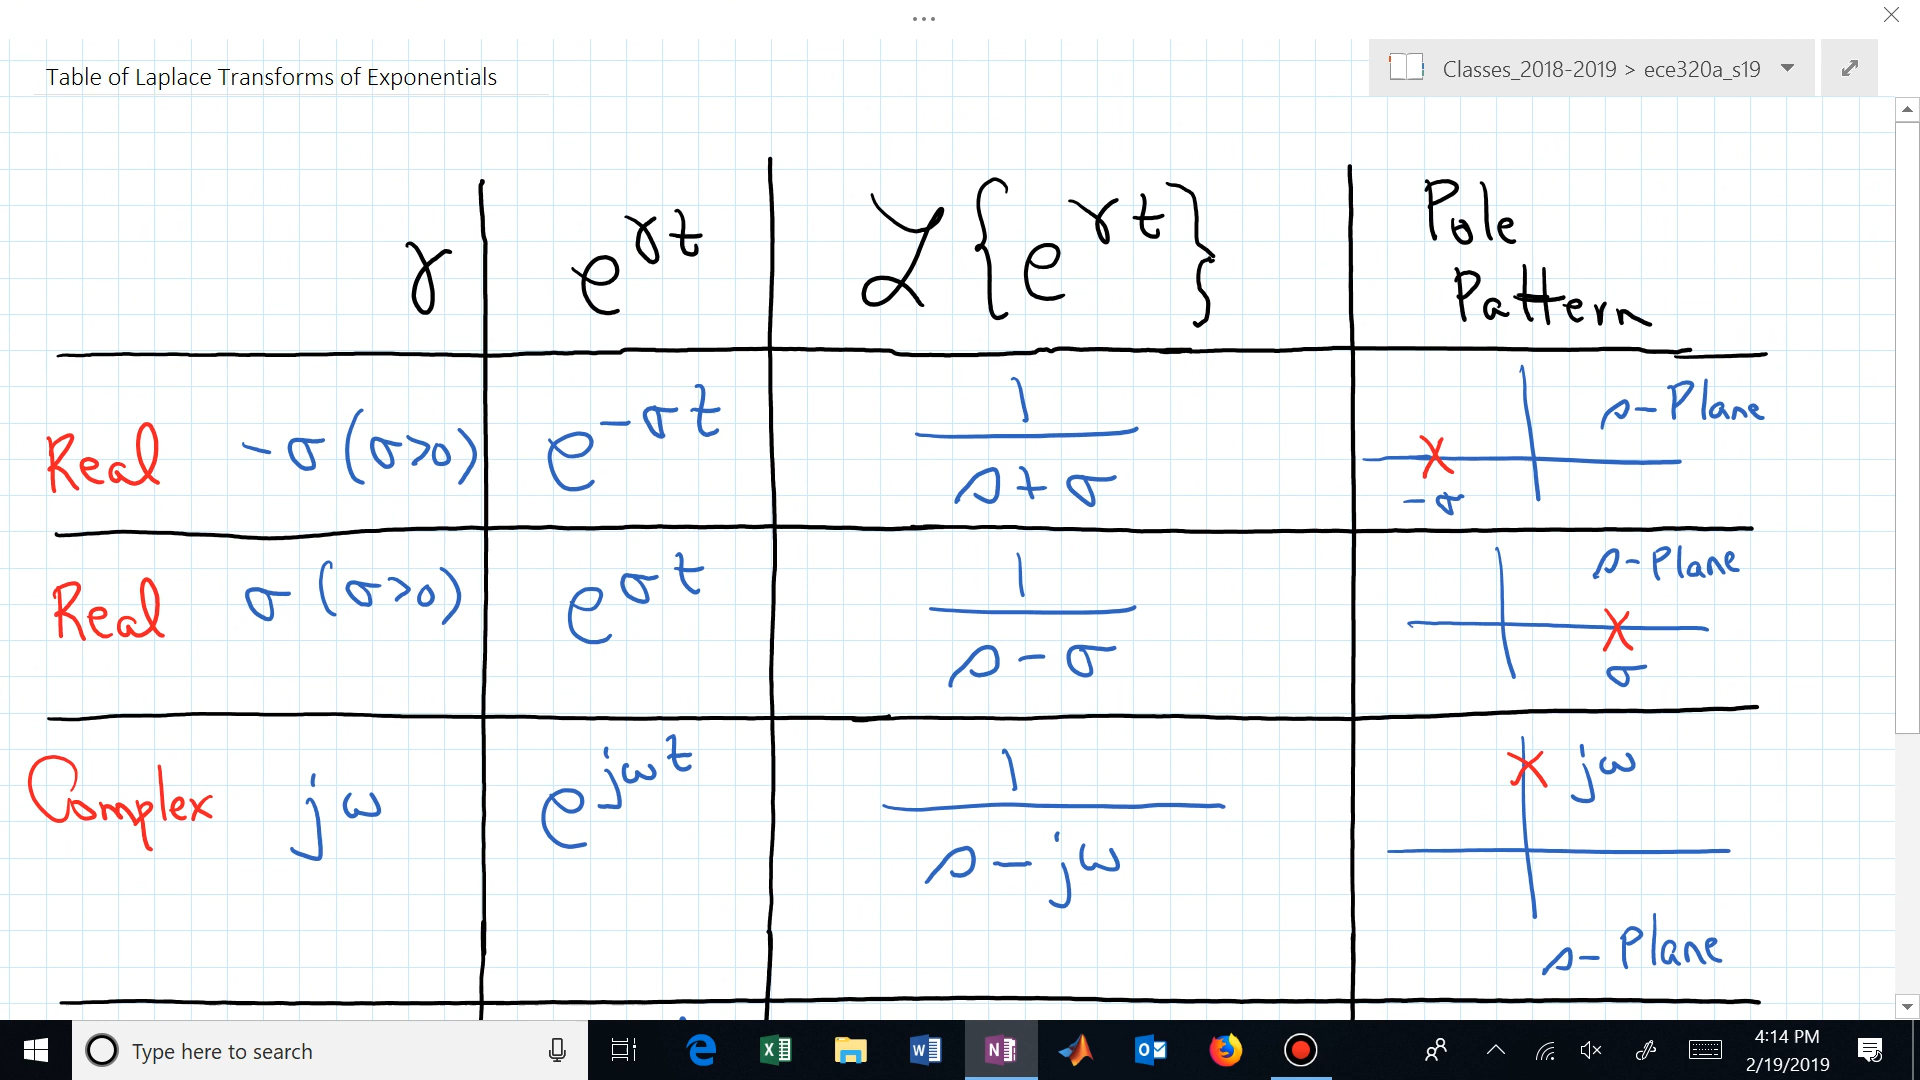 Table of Laplace Transforms of Exponentials
Classes_2018-2019 > ece320a_s19
γ e^{γt} ℒ{e^{γt}} Pole Pattern
Real -σ (σ>0) e^{-σt} 1/(s+σ) s-Plane -σ
Real σ (σ>0) e^{σt} 1/(s-σ) s-Plane σ
Complex jω e^{jωt} 1/(s-jω) jω s-Plane
Type here to search
4:14 PM
2/19/2019